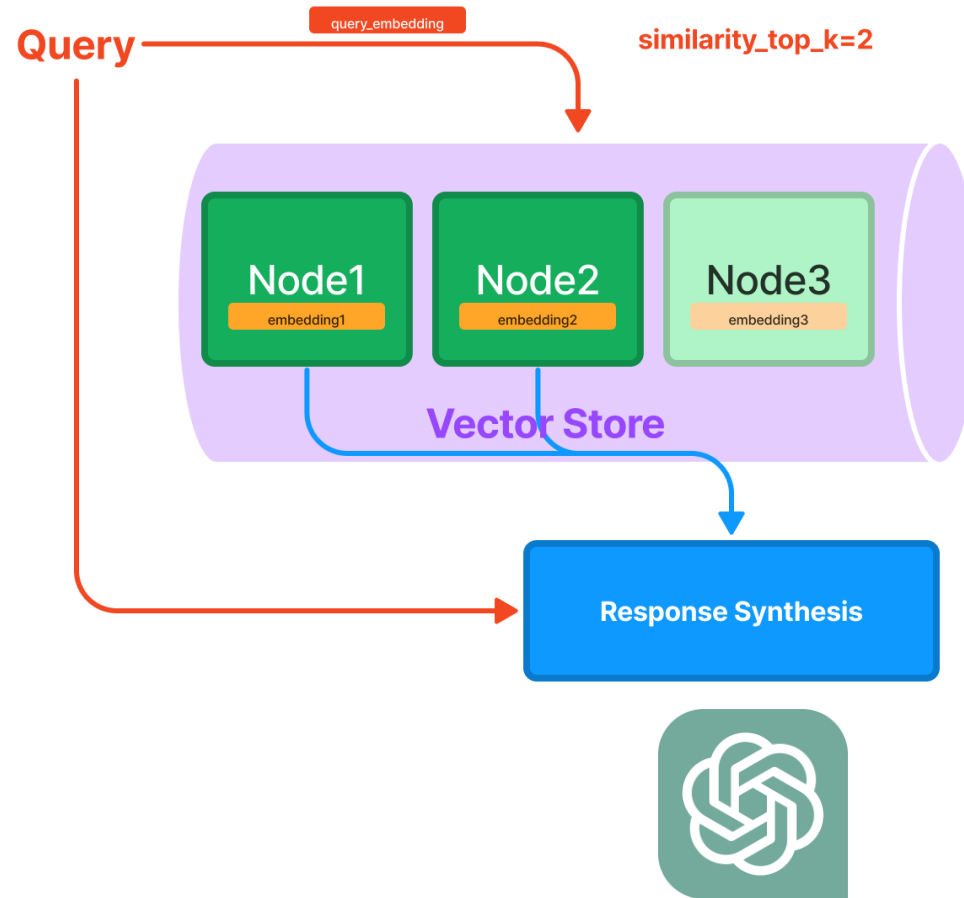 query_embedding
Query
similarity_top_k=2
Node1
embedding1
Node2
embedding2
Node3
embedding3
Vector Store
Response Synthesis